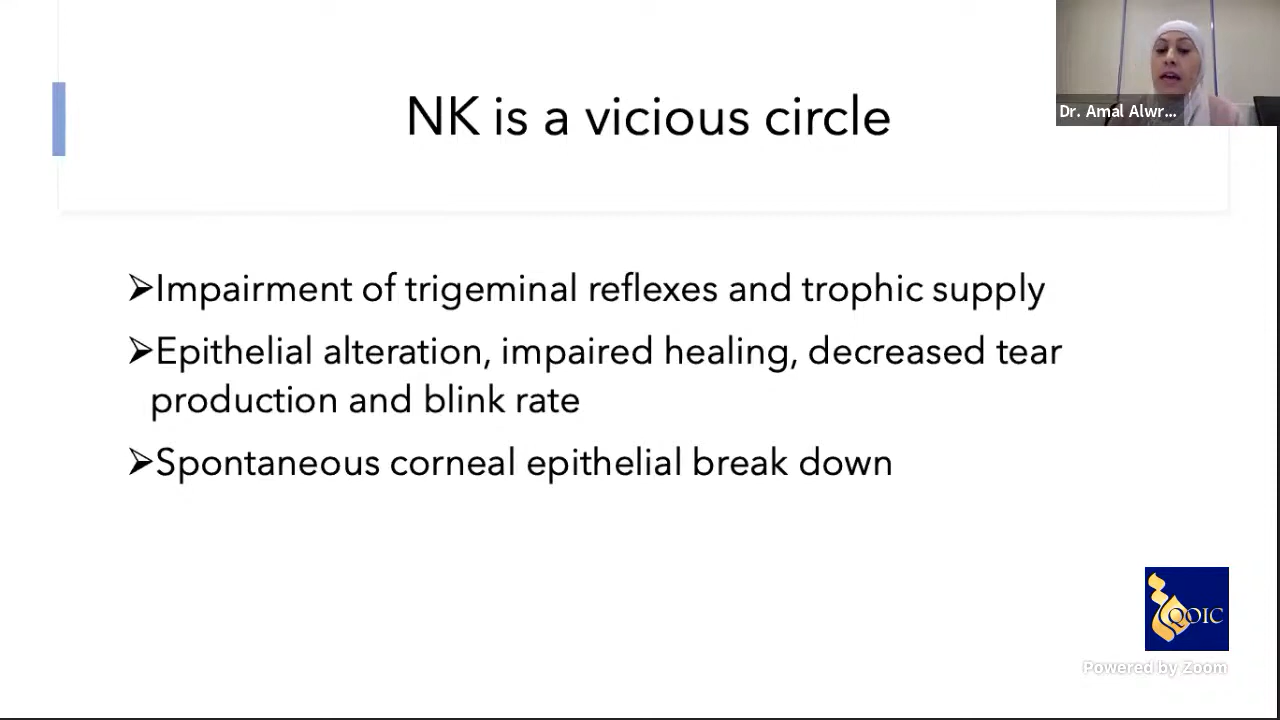 NK is a vicious circle
Dr. Amal Alwr...
➢Impairment of trigeminal reflexes and trophic supply
➢Epithelial alteration, impaired healing, decreased tear
production and blink rate
➢Spontaneous corneal epithelial break down
QOIC
Powered by Zoom